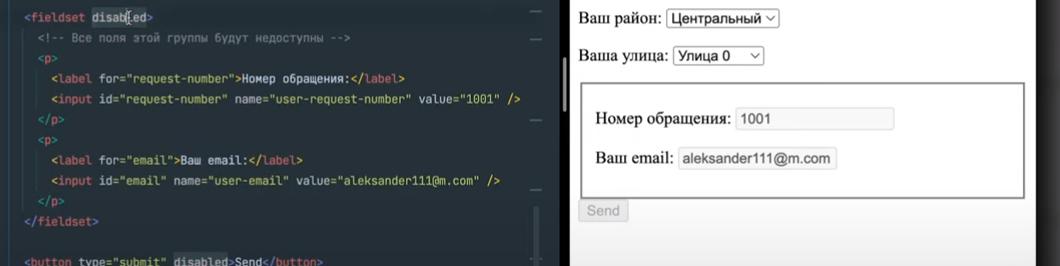 <fieldset disabled>
<!-- Все поля этой группы будут недоступны -->
<p>
<label for="request-number">Номер обращения:</label>
<input id="request-number" name="user-request-number" value="1001" />
</p>
<p>
<label for="email">Ваш email:</label>
<input id="email" name="user-email" value="aleksander111@m.com" />
</p>
</fieldset>
<button type="submit" disabled>Send</button>
Ваш район: Центральный
Ваша улица: Улица 0
Номер обращения: 1001
Ваш email: aleksander111@m.com
Send